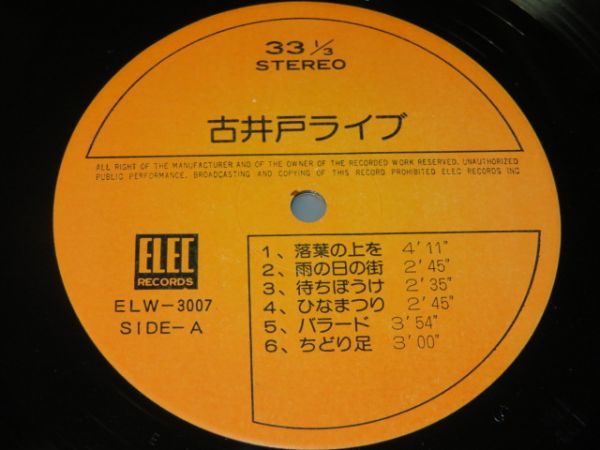 33 1/3
STEREO
古井戸ライブ
ALL RIGHT OF THE MANUFACTURER AND OF THE OWNER OF THE RECORDED WORK RESERVED. UNAUTHORIZED
PUBLIC PERFORMANCE, BROADCASTING AND COPYING OF THIS RECORD PROHIBITED ELEC RECORDS INC
ELEC
RECORDS
ELW-3007
SIDE-A
1、落葉の上を 4'11"
2、雨の日の街 2'45"
3、待ちぼうけ 2'35"
4、ひなまつり 2'45"
5、バラード 3'54"
6、ちどり足 3'00"